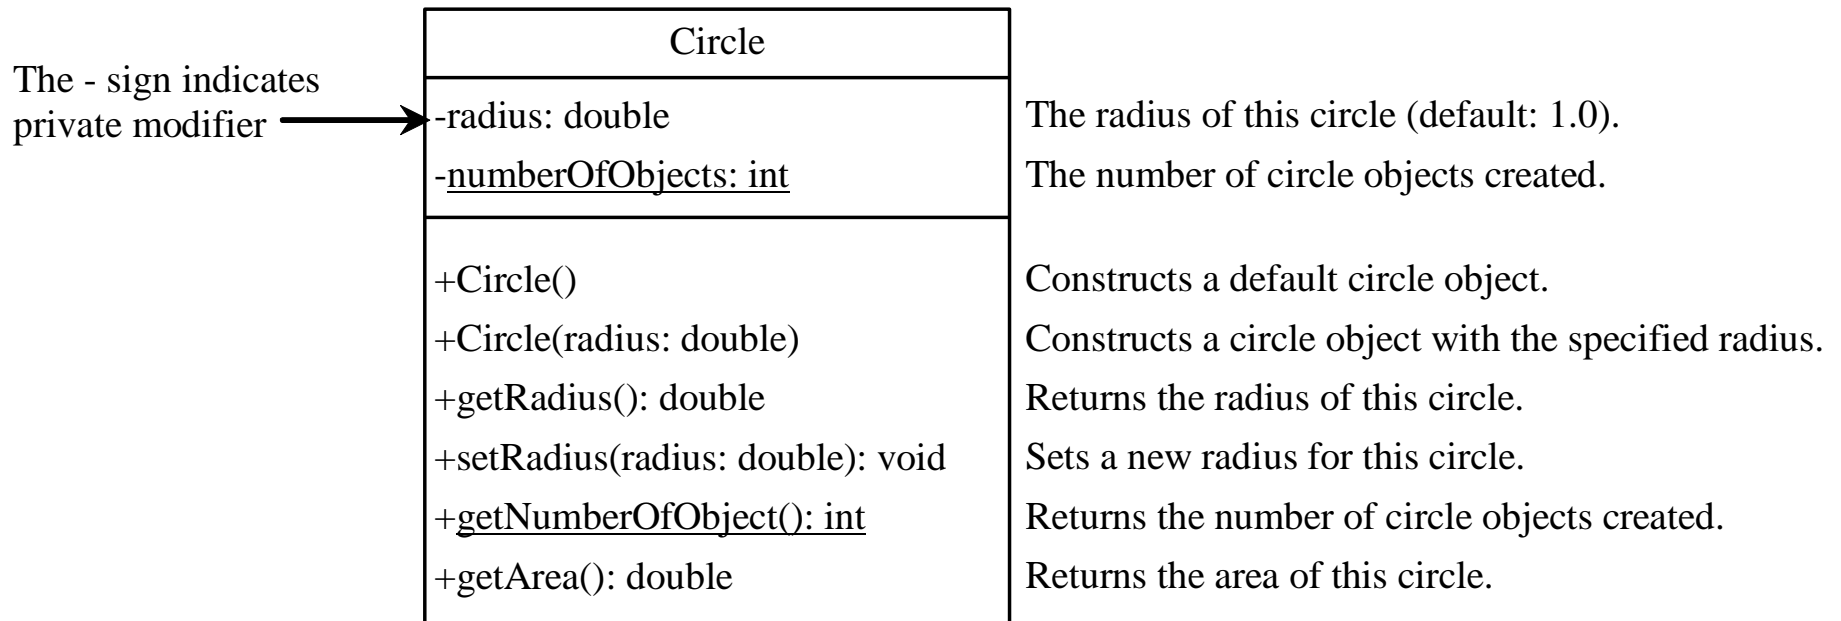 Circle
The - sign indicates
private modifier
-radius: double
The radius of this circle (default: 1.0).
-numberOfObjects: int
The number of circle objects created.
+Circle()
Constructs a default circle object.
+Circle(radius: double)
Constructs a circle object with the specified radius.
+getRadius(): double
Returns the radius of this circle.
+setRadius(radius: double): void
Sets a new radius for this circle.
+getNumberOfObject(): int
Returns the number of circle objects created.
+getArea(): double
Returns the area of this circle.